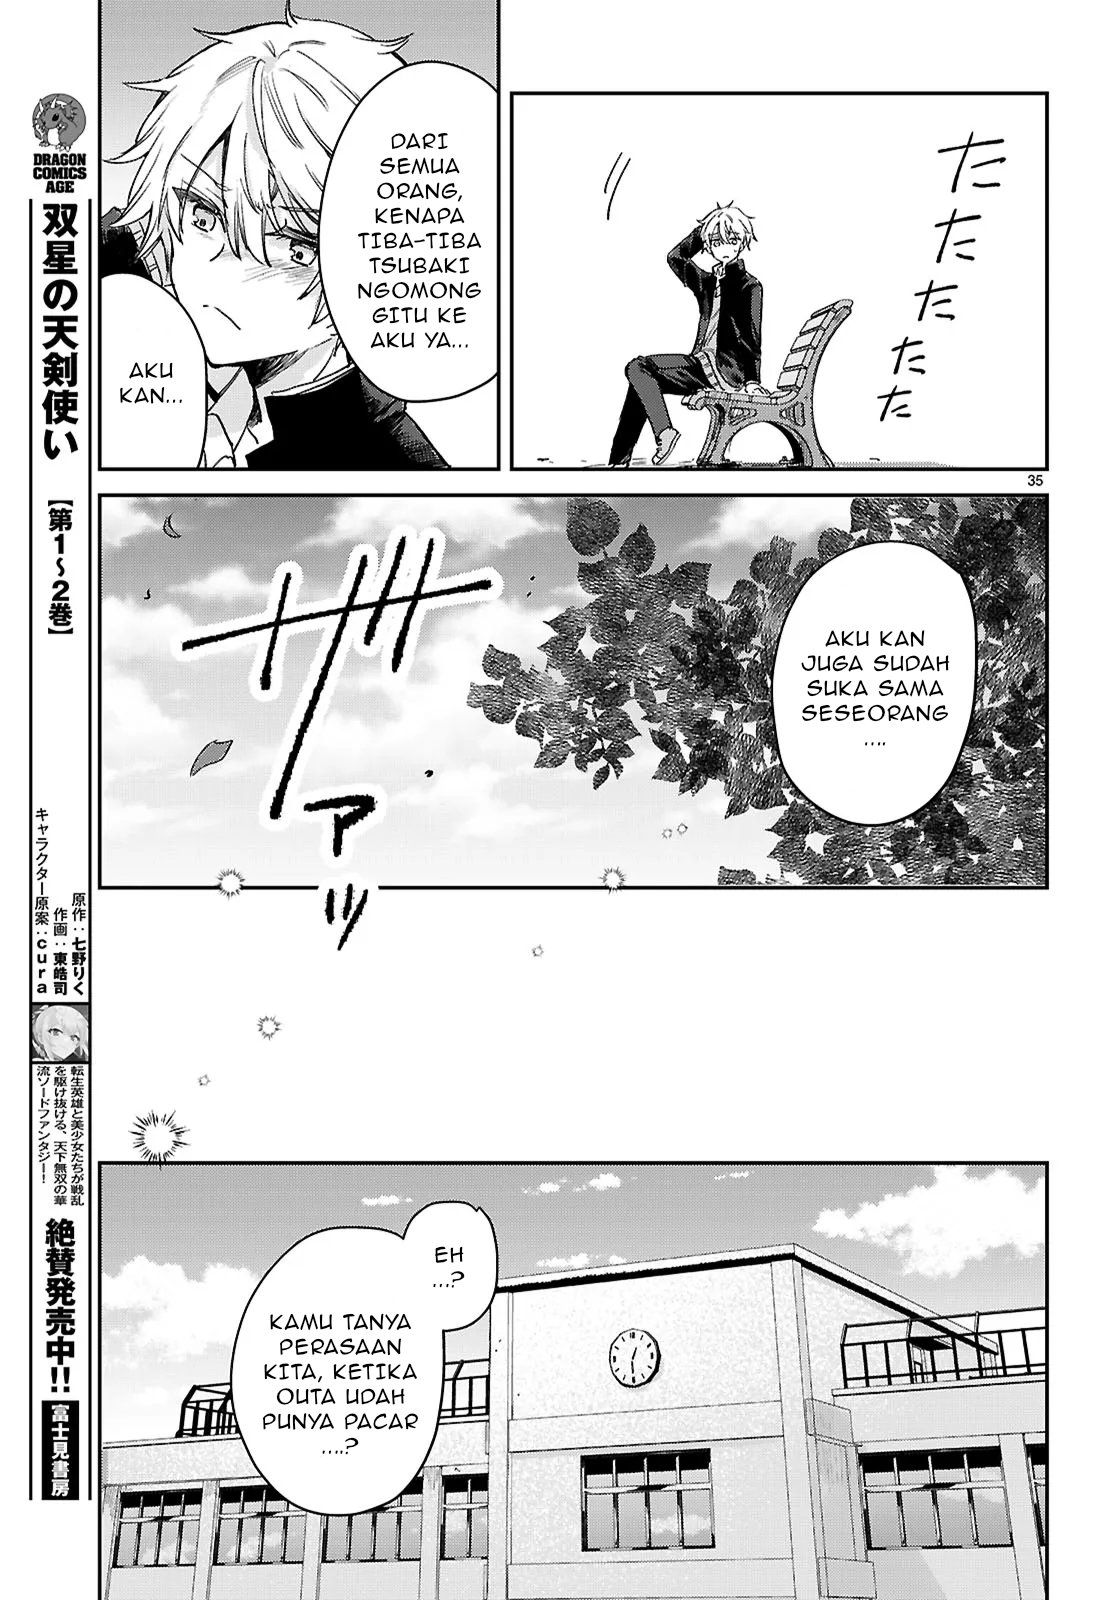 たたたたた
35
DARI
SEMUA
ORANG,
KENAPA
TIBA-TIBA
TSUBAKI
NGOMONG
GITU KE
AKU YA...
AKU
KAN...
AKU KAN
JUGA SUDAH
SUKA SAMA
SESEORANG
....
ザァッ
EH
...?
KAMU TANYA
PERASAAN
KITA, KETIKA
OUTA UDAH
PUNYA PACAR
....?
DRAGON
COMICS
AGE
双星の天剣使い
【第1~2巻】
原作:七野りく
作画:東皓司
キャラクター原案:cura
転生英雄と美少女たちが戦乱
を駆け抜ける、天下無双の華
流ソードファンタジー!
絶賛発売中!!
富士見書房